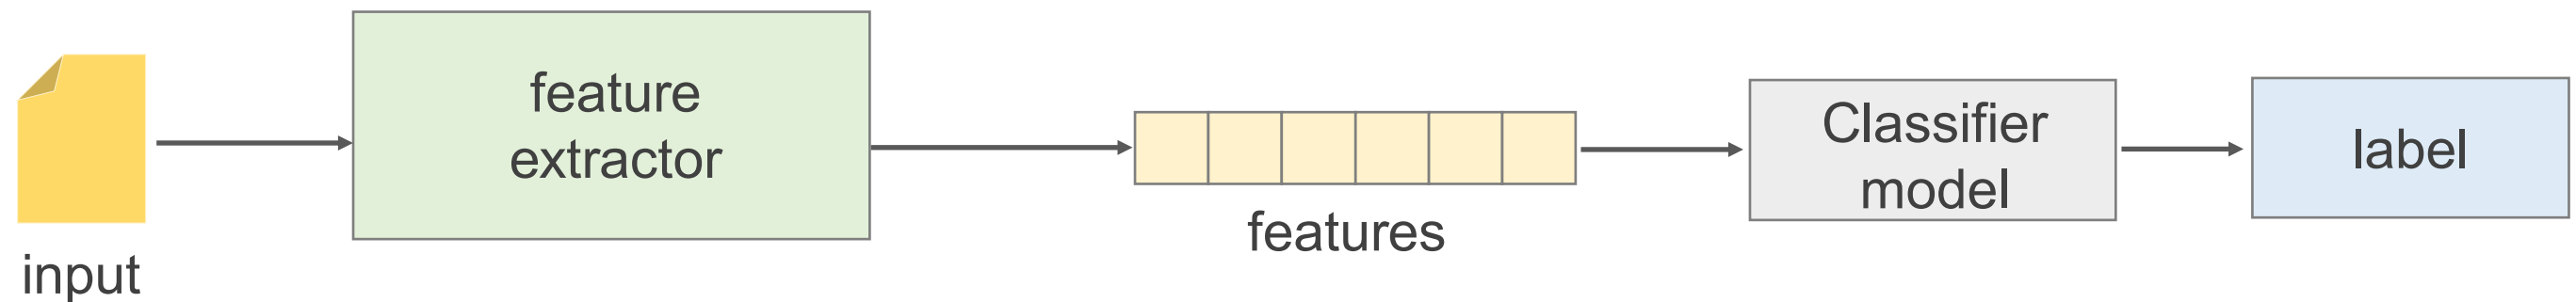 input
feature
extractor
features
Classifier
model
label